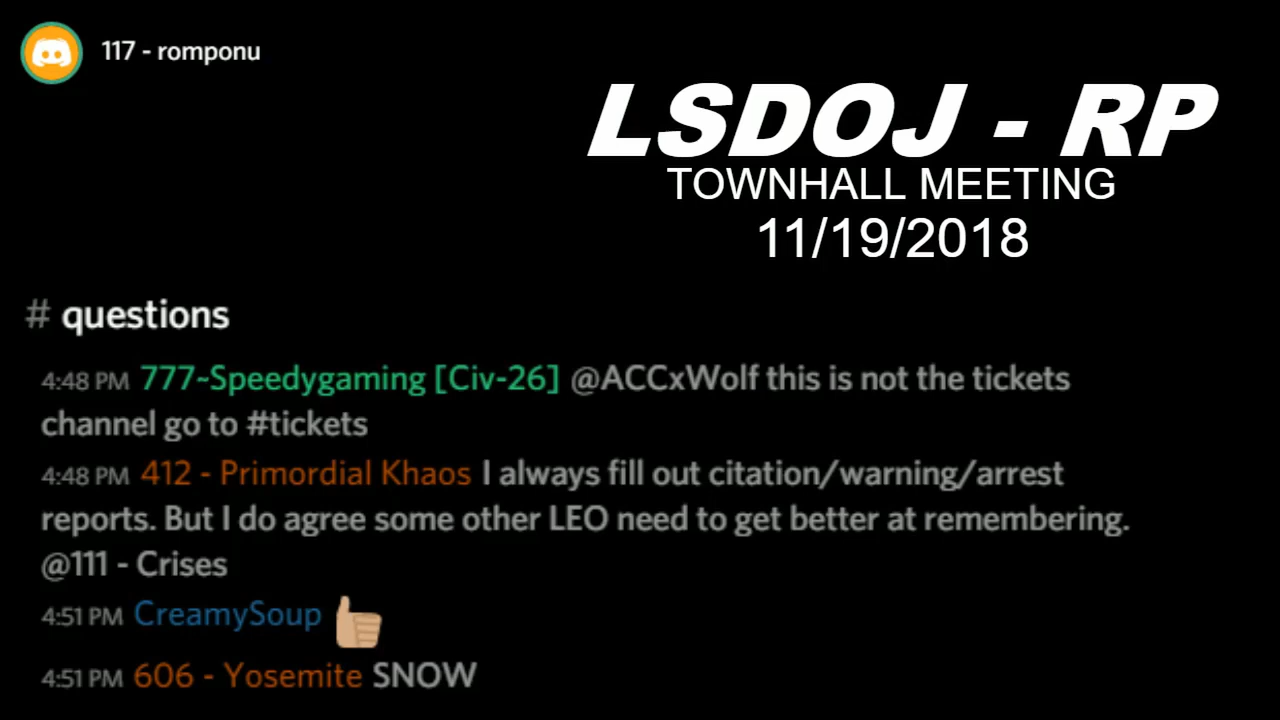 117 - romponu
LSDOJ - RP
TOWNHALL MEETING
11/19/2018
# questions
4:48 PM 777~Speedygaming [Civ-26] @ACCxWolf this is not the tickets
channel go to #tickets
4:48 PM 412 - Primordial Khaos I always fill out citation/warning/arrest
reports. But I do agree some other LEO need to get better at remembering.
@111 - Crises
4:51 PM CreamySoup 👍🏼
4:51 PM 606 - Yosemite SNOW